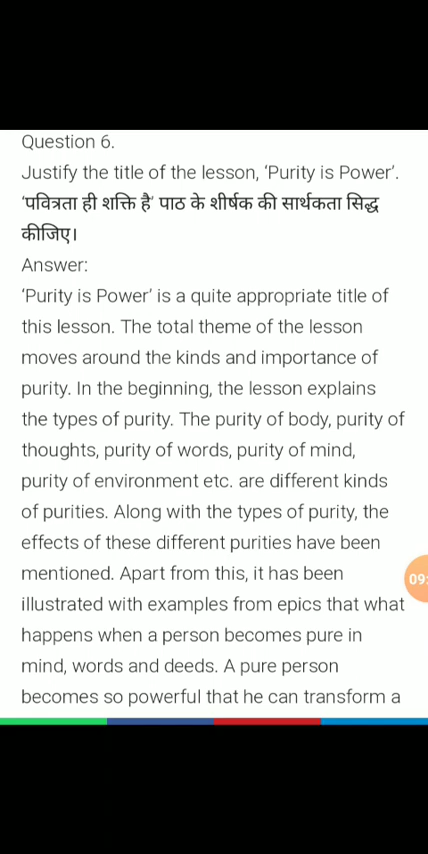 Question 6.
Justify the title of the lesson, ‘Purity is Power’.
‘पवित्रता ही शक्ति है’ पाठ के शीर्षक की सार्थकता सिद्ध
कीजिए।
Answer:
‘Purity is Power’ is a quite appropriate title of
this lesson. The total theme of the lesson
moves around the kinds and importance of
purity. In the beginning, the lesson explains
the types of purity. The purity of body, purity of
thoughts, purity of words, purity of mind,
purity of environment etc. are different kinds
of purities. Along with the types of purity, the
effects of these different purities have been
mentioned. Apart from this, it has been
09:
illustrated with examples from epics that what
happens when a person becomes pure in
mind, words and deeds. A pure person
becomes so powerful that he can transform a